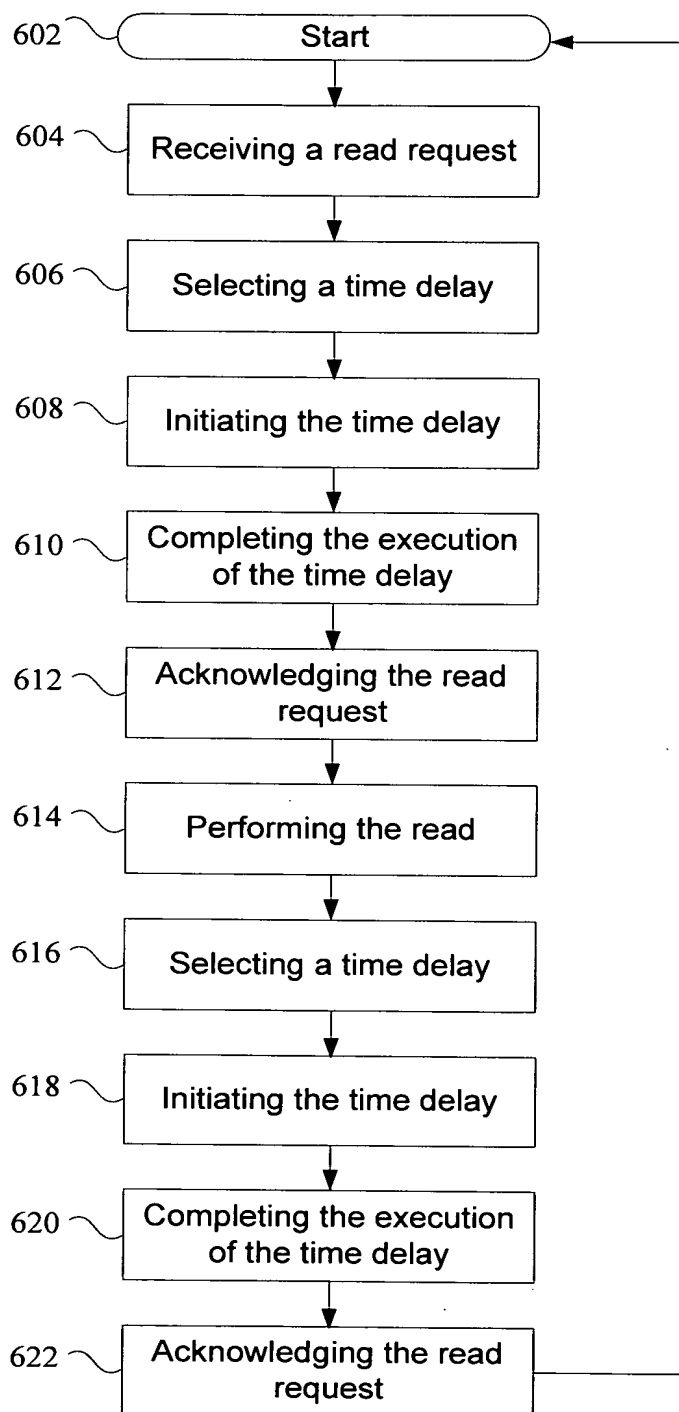 602 Start
604 Receiving a read request
606 Selecting a time delay
608 Initiating the time delay
610 Completing the execution
of the time delay
612 Acknowledging the read
request
614 Performing the read
616 Selecting a time delay
618 Initiating the time delay
620 Completing the execution
of the time delay
622 Acknowledging the read
request